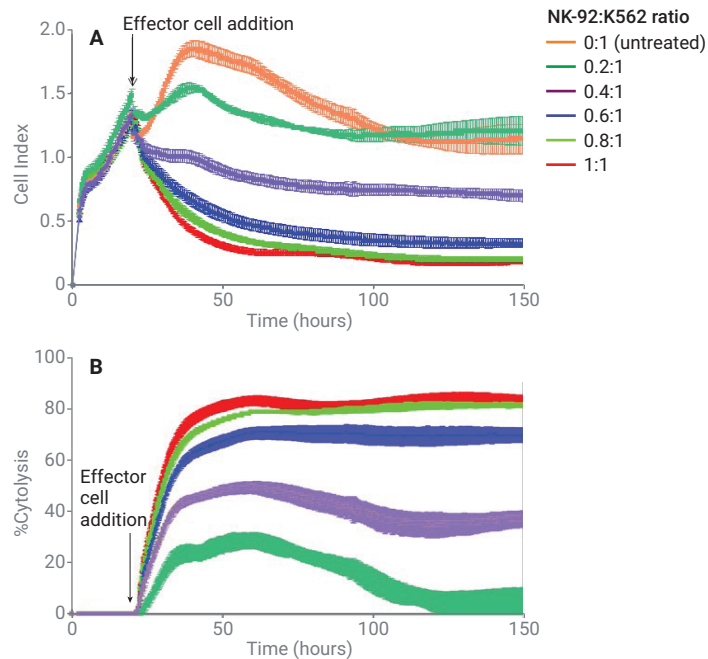 Effector cell addition
A
2.0
1.5
1.0
0.5
0
Cell Index
0
50
100
150
Time (hours)
NK-92:K562 ratio
0:1 (untreated)
0.2:1
0.4:1
0.6:1
0.8:1
1:1
B
100
80
60
40
20
0
%Cytolysis
Effector
cell
addition
0
50
100
150
Time (hours)